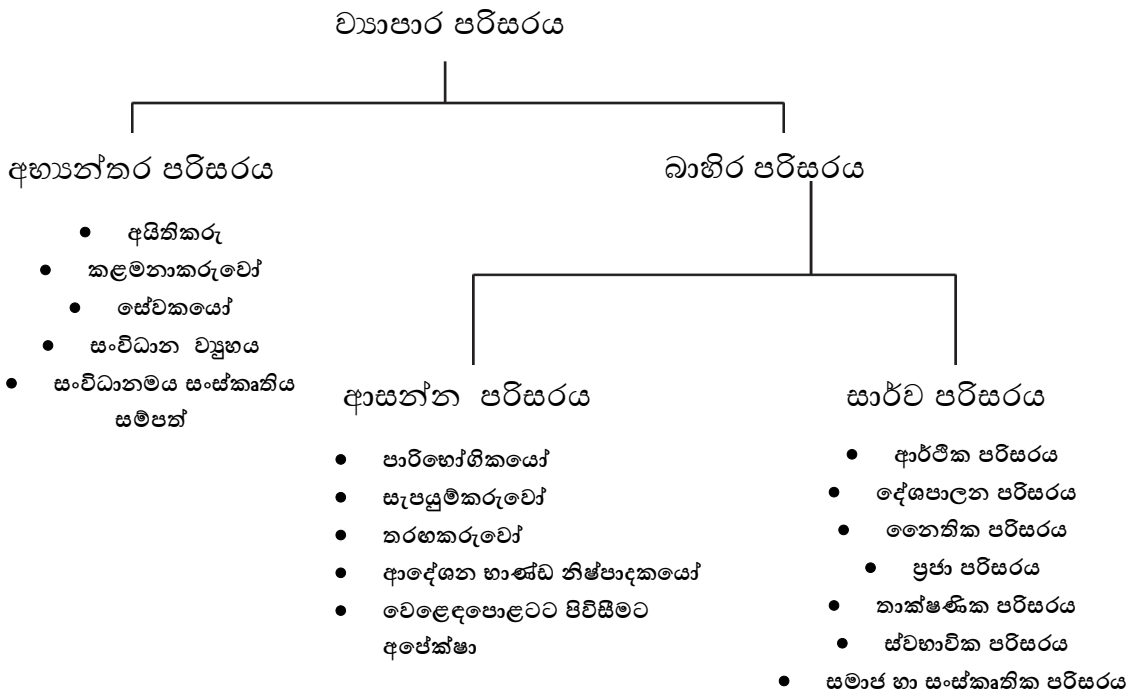 ව්‍යාපාර පරිසරය
අභ්‍යන්තර පරිසරය
• අයිතිකරු
• කළමනාකරුවෝ
• සේවකයෝ
• සංවිධාන ව්‍යුහය
• සංවිධානමය සංස්කෘතිය
සම්පත්
බාහිර පරිසරය
ආසන්න පරිසරය
• පාරිභෝගිකයෝ
• සැපයුම්කරුවෝ
• තරඟකරුවෝ
• ආදේශන භාණ්ඩ නිෂ්පාදකයෝ
• වෙළෙඳපොළටට පිවිසීමට
අපේක්ෂා
සාර්ව පරිසරය
• ආර්ථික පරිසරය
• දේශපාලන පරිසරය
• නෛතික පරිසරය
• ප්‍රජා පරිසරය
• තාක්ෂණික පරිසරය
• ස්වභාවික පරිසරය
• සමාජ හා සංස්කෘතික පරිසරය